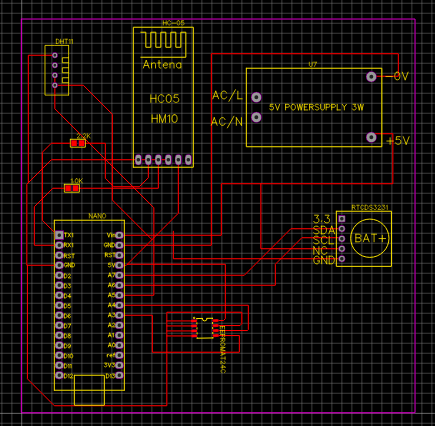 HC-05
DHT11
Antena
U7
-0V
AC/L
HC05
5V POWERSUPPLY 3W
HM10
AC/N
+5V
2.2K
10K
RTCDS3231
NANO
3.3
SDA
SCL
BAT+
NC
GND
TX1 Vin
RX1 GND
RST RST
GND 5V
D2 A7
D3 A6
D4 A5
D5 A4
D6 A3
D7 A2
D8 A1
D9 A0
D10 ref
D11 3V3
D12 D13
EEPROMAT24C